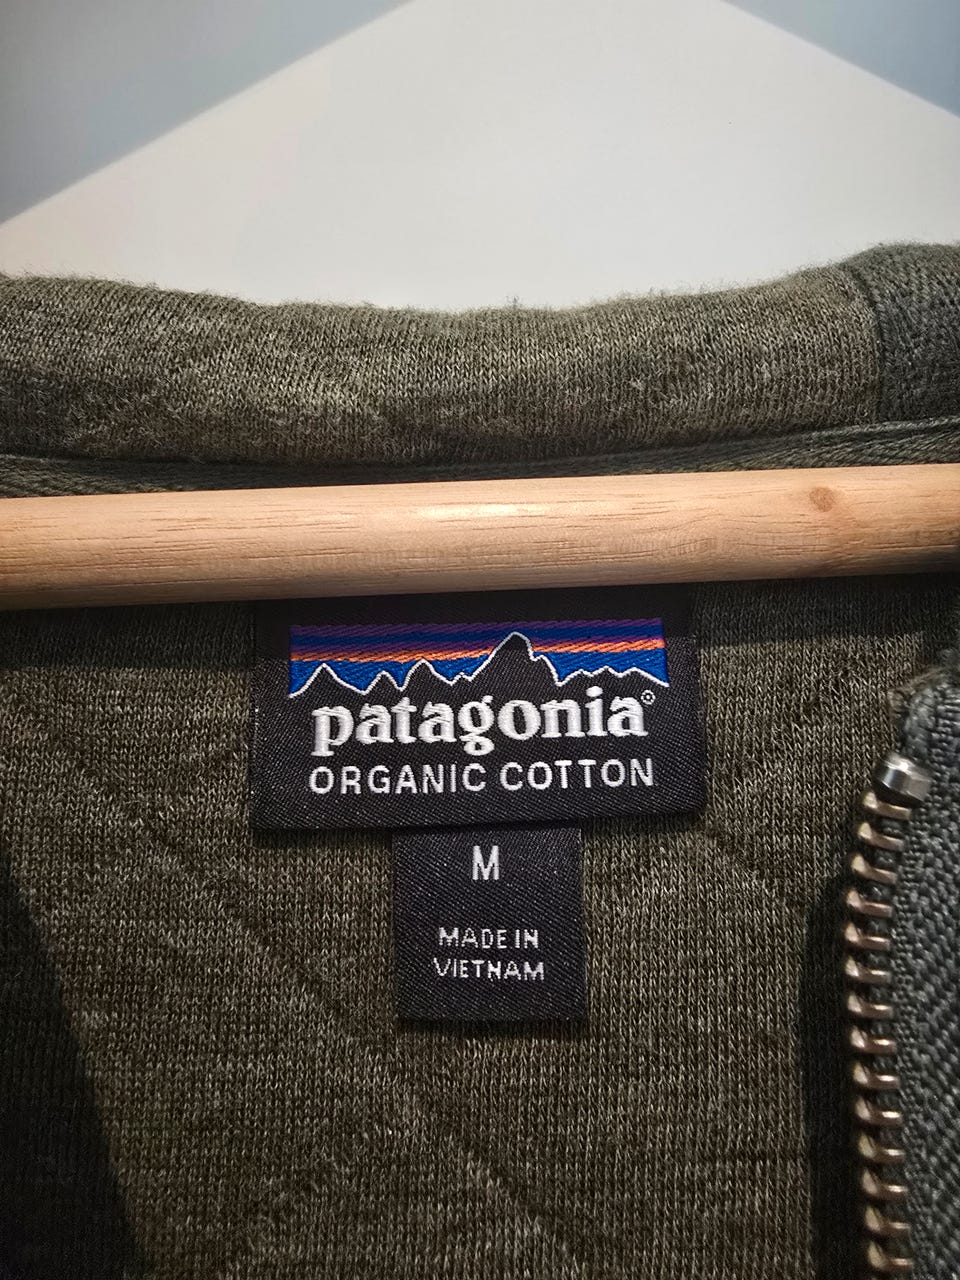 patagonia®
ORGANIC COTTON
M
MADE IN
VIETNAM